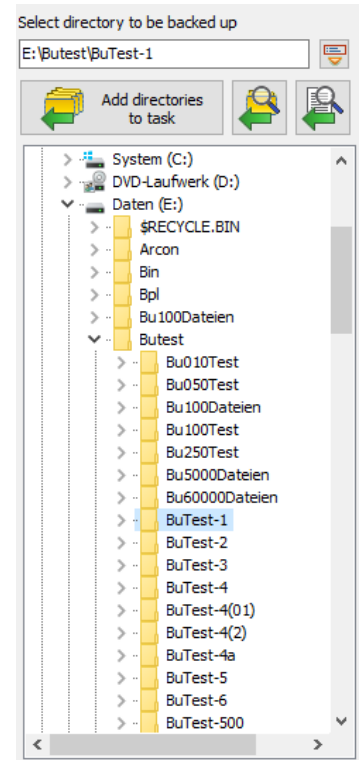 Select directory to be backed up
E:\Butest\BuTest-1
Add directories
to task
System (C:)
DVD-Laufwerk (D:)
Daten (E:)
$RECYCLE.BIN
Arcon
Bin
Bpl
Bu100Dateien
Butest
Bu010Test
Bu050Test
Bu100Dateien
Bu100Test
Bu250Test
Bu5000Dateien
Bu60000Dateien
BuTest-1
BuTest-2
BuTest-3
BuTest-4
BuTest-4(01)
BuTest-4(2)
BuTest-4a
BuTest-5
BuTest-6
BuTest-500